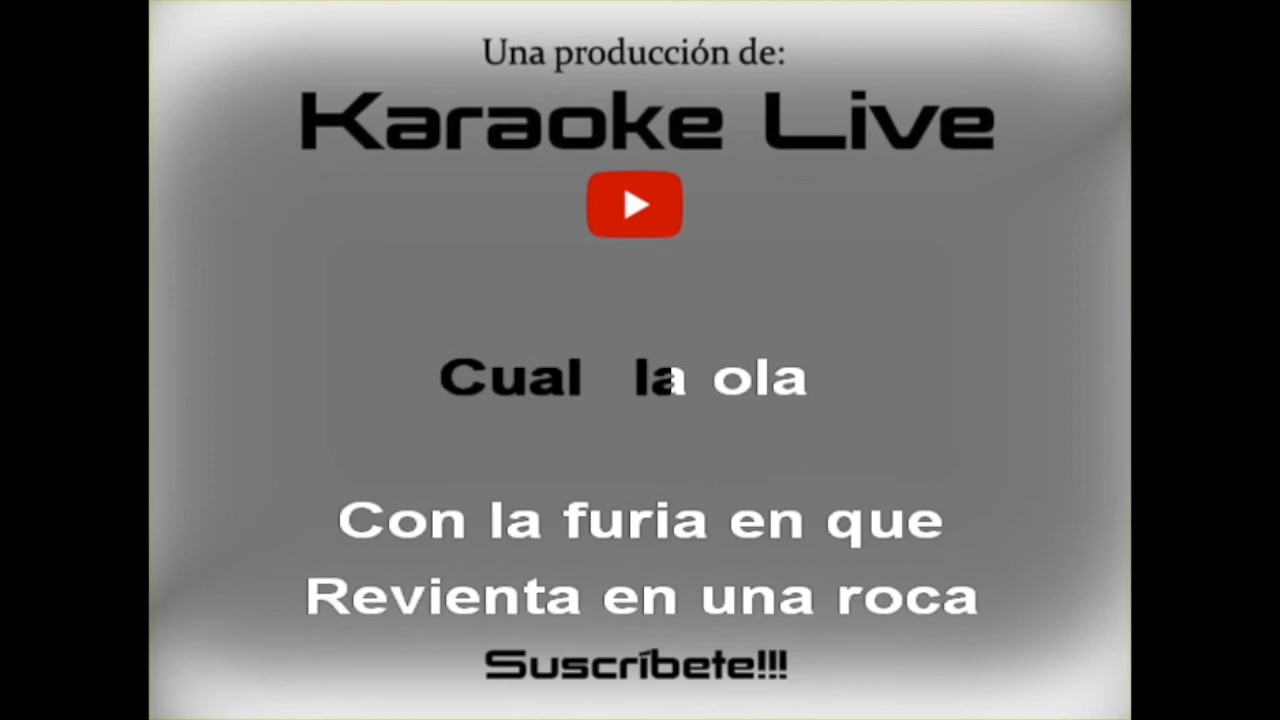 Una producción de:
Karaoke Live
Cual la ola
Con la furia en que
Revienta en una roca
Suscríbete!!!